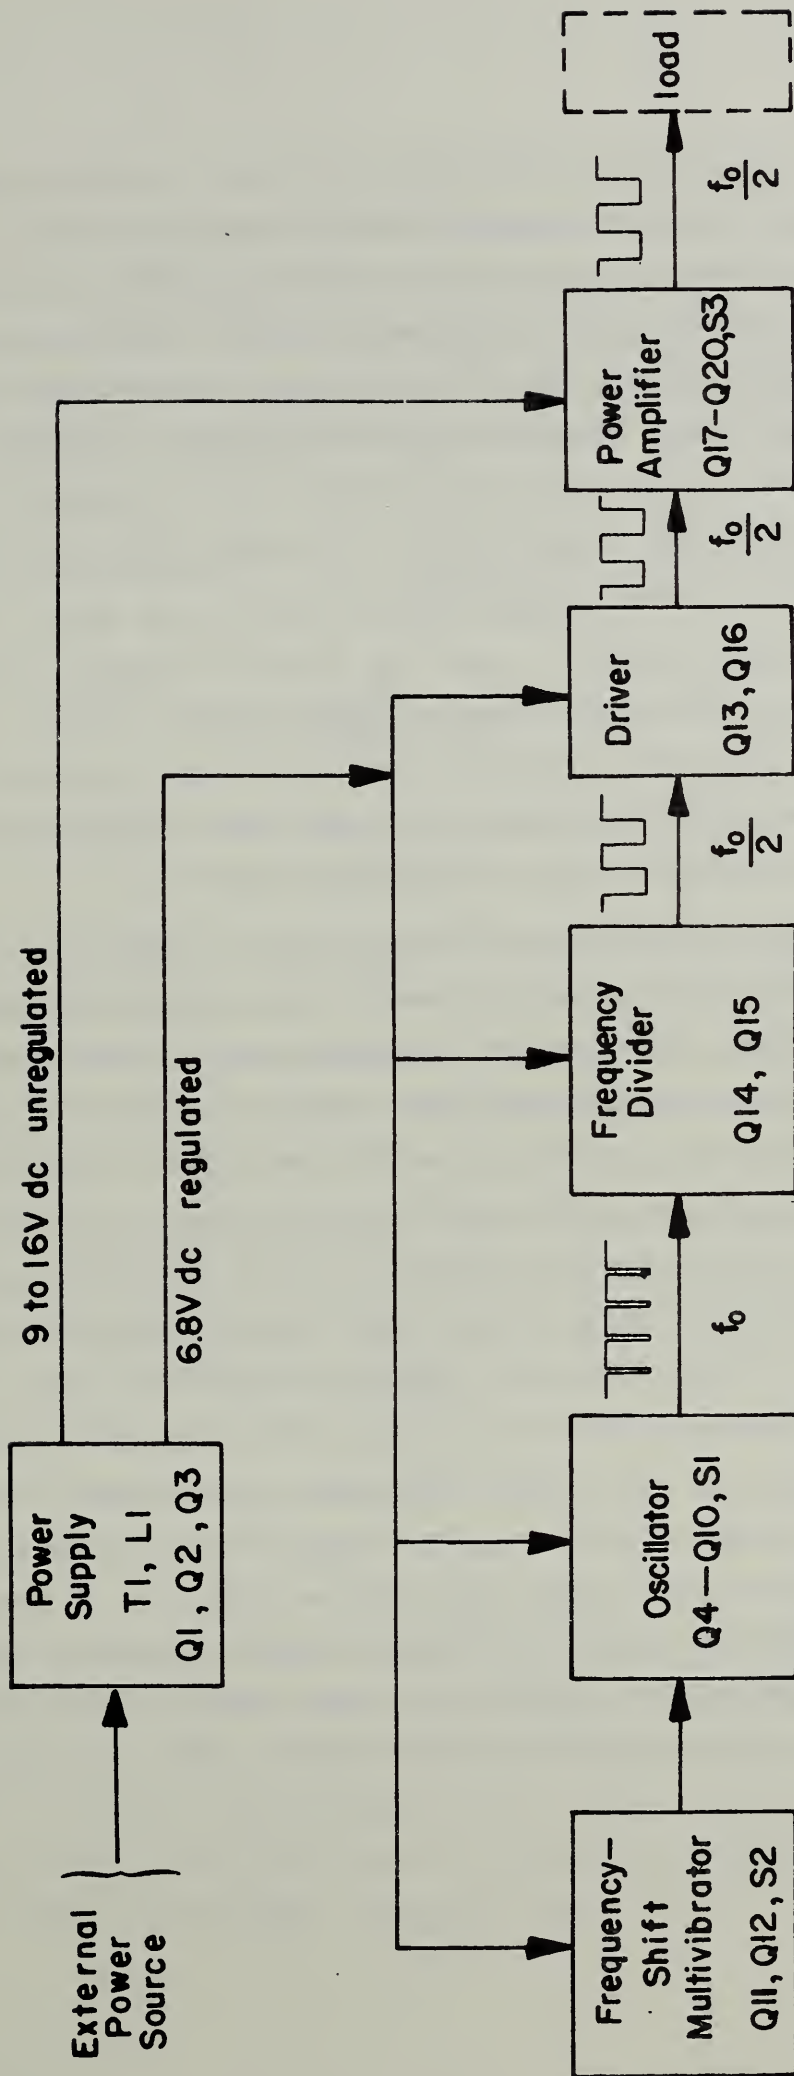 External
Power
Source
Power
Supply
T1, L1
Q1, Q2, Q3
9 to 16V dc unregulated
6.8V dc regulated
Frequency-
Shift
Multivibrator
Q11, Q12, S2
Oscillator
Q4-Q10, S1
f₀
Frequency
Divider
Q14, Q15
f₀
2
Driver
Q13, Q16
f₀
2
Power
Amplifier
Q17-Q20, S3
f₀
2
load